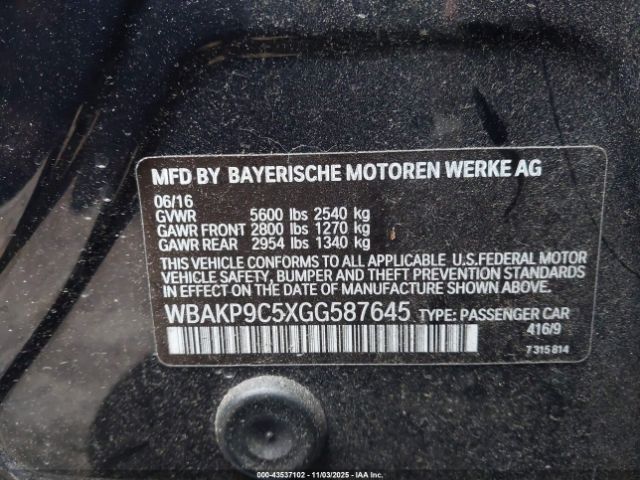 MFD BY BAYERISCHE MOTOREN WERKE AG
06/16
GVWR 5600 lbs 2540 kg
GAWR FRONT 2800 lbs 1270 kg
GAWR REAR 2954 lbs 1340 kg
THIS VEHICLE CONFORMS TO ALL APPLICABLE U.S.FEDERAL MOTOR
VEHICLE SAFETY, BUMPER AND THEFT PREVENTION STANDARDS IN
EFFECT ON THE DATE OF MANUFACTURE SHOWN ABOVE.
WBAKP9C5XGG587645 TYPE: PASSENGER CAR
416/9
7 315 814
000-43537102 - 11/03/2025 - IAAI.COM